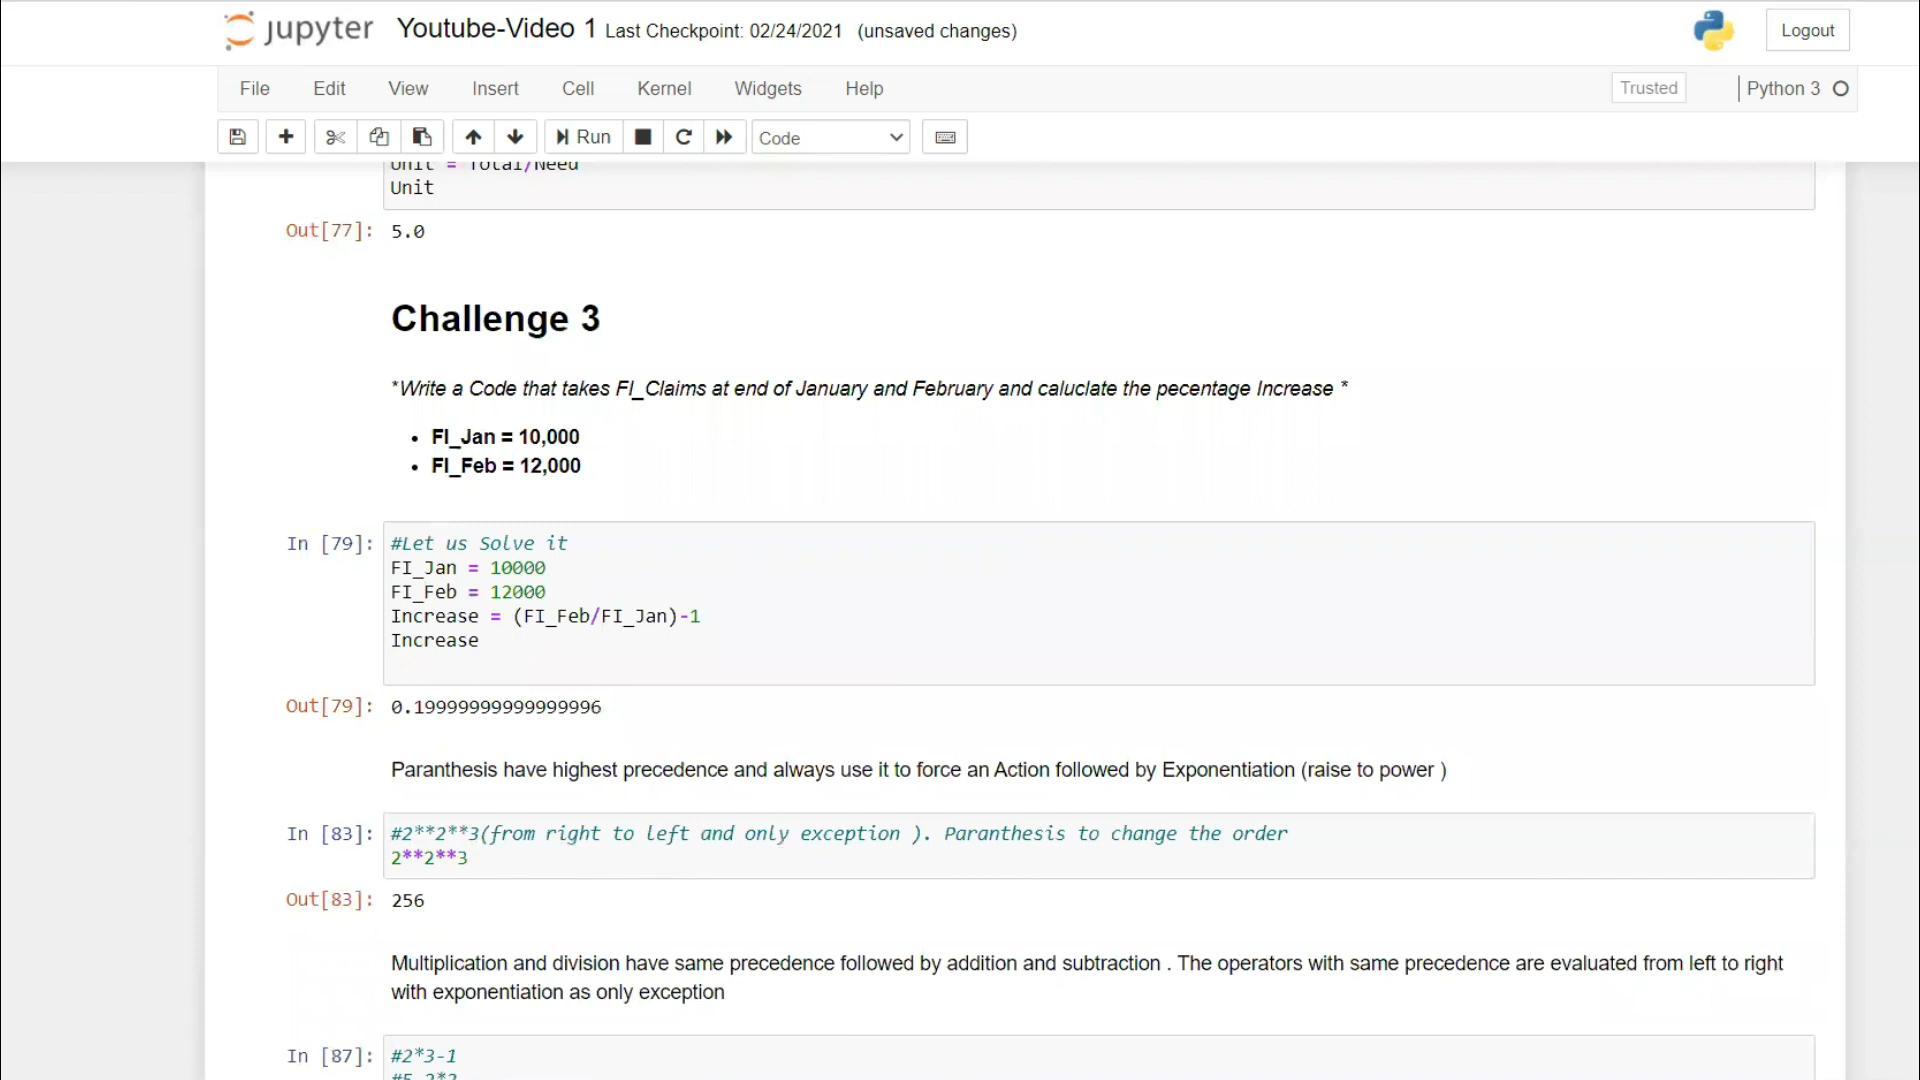 jupyter Youtube-Video 1 Last Checkpoint: 02/24/2021 (unsaved changes) Logout
File Edit View Insert Cell Kernel Widgets Help Trusted Python 3
Run Code
Unit = Total/Need
Unit
Out[77]: 5.0
Challenge 3
*Write a Code that takes FI_Claims at end of January and February and caluclate the pecentage Increase *
• FI_Jan = 10,000
• FI_Feb = 12,000
In [79]: #Let us Solve it
FI_Jan = 10000
FI_Feb = 12000
Increase = (FI_Feb/FI_Jan)-1
Increase
Out[79]: 0.19999999999999996
Paranthesis have highest precedence and always use it to force an Action followed by Exponentiation (raise to power )
In [83]: #2**2**3(from right to left and only exception ). Paranthesis to change the order
2**2**3
Out[83]: 256
Multiplication and division have same precedence followed by addition and subtraction . The operators with same precedence are evaluated from left to right
with exponentiation as only exception
In [87]: #2*3-1